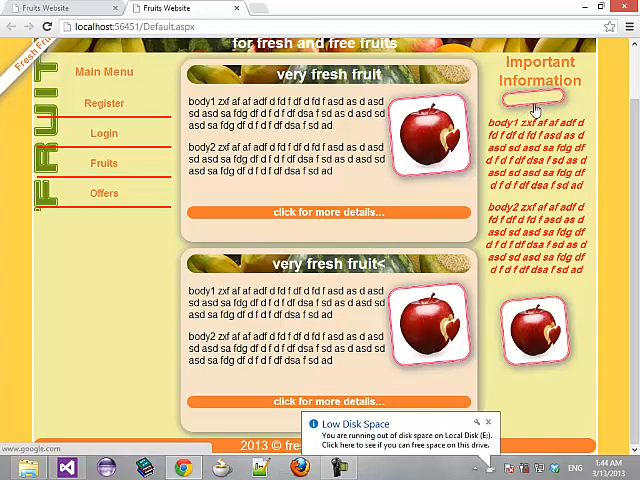 Fruits Website
Fruits Website
localhost:56451/Default.aspx
Fresh Fru
for fresh and free fruits
FRUIT
Main Menu
Register
Login
Fruits
Offers
very fresh fruit
body1 zxf af af adf d fd f df d fd f asd as d asd
sd asd sa fdg df d f d f df dsa f sd as d asd
asd sa fdg df d f d f df dsa f sd ad
body2 zxf af af adf d fd f df d fd f asd as d asd
sd asd sa fdg df d f d f df dsa f sd as d asd sd
asd sa fdg df d f d f df dsa f sd ad
click for more details...
very fresh fruit<
body1 zxf af af adf d fd f df d fd f asd as d asd
sd asd sa fdg df d f d f df dsa f sd as d asd
asd sa fdg df d f d f df dsa f sd ad
body2 zxf af af adf d fd f df d fd f asd as d asd
sd asd sa fdg df d f d f df dsa f sd as d asd sd
asd sa fdg df d f d f df dsa f sd ad
click for more details...
Important
Information
body1 zxf af af adf d
fd f df d fd f asd as d
asd sd asd sa fdg df
d f d f df dsa f sd as d
asd asd sa fdg df d f
d f df dsa f sd ad
body2 zxf af af adf d
fd f df d fd f asd as d
asd sd asd sa fdg df
d f d f df dsa f sd as d
asd sd asd sa fdg df
d f d f df dsa f sd ad
2013 © fres
www.google.com
Low Disk Space
You are running out of disk space on Local Disk (E:).
Click here to see if you can free space on this drive.
ENG
1:44 AM
3/13/2013